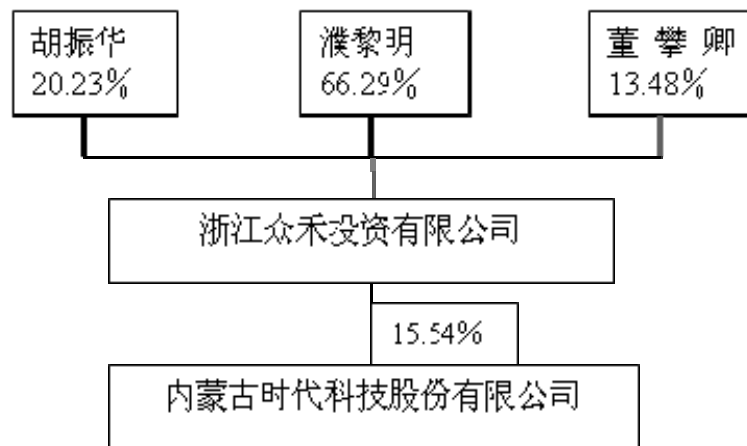 胡振华
20.23%
濮黎明
66.29%
董攀卿
13.48%
浙江众禾投资有限公司
15.54%
内蒙古时代科技股份有限公司